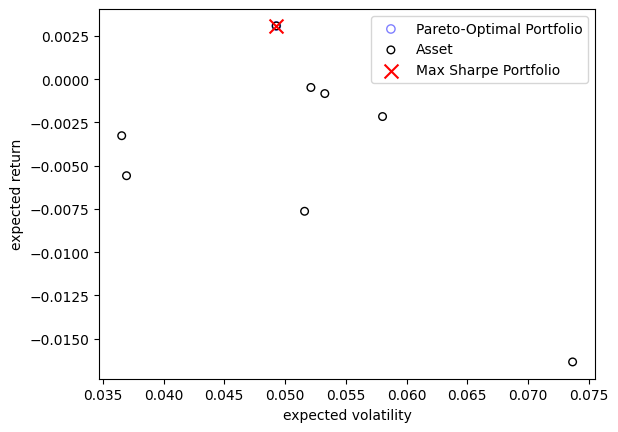 Pareto-Optimal Portfolio
Asset
Max Sharpe Portfolio
0.0025
0.0000
−0.0025
−0.0050
−0.0075
−0.0100
−0.0125
−0.0150
expected return
0.035 0.040 0.045 0.050 0.055 0.060 0.065 0.070 0.075
expected volatility